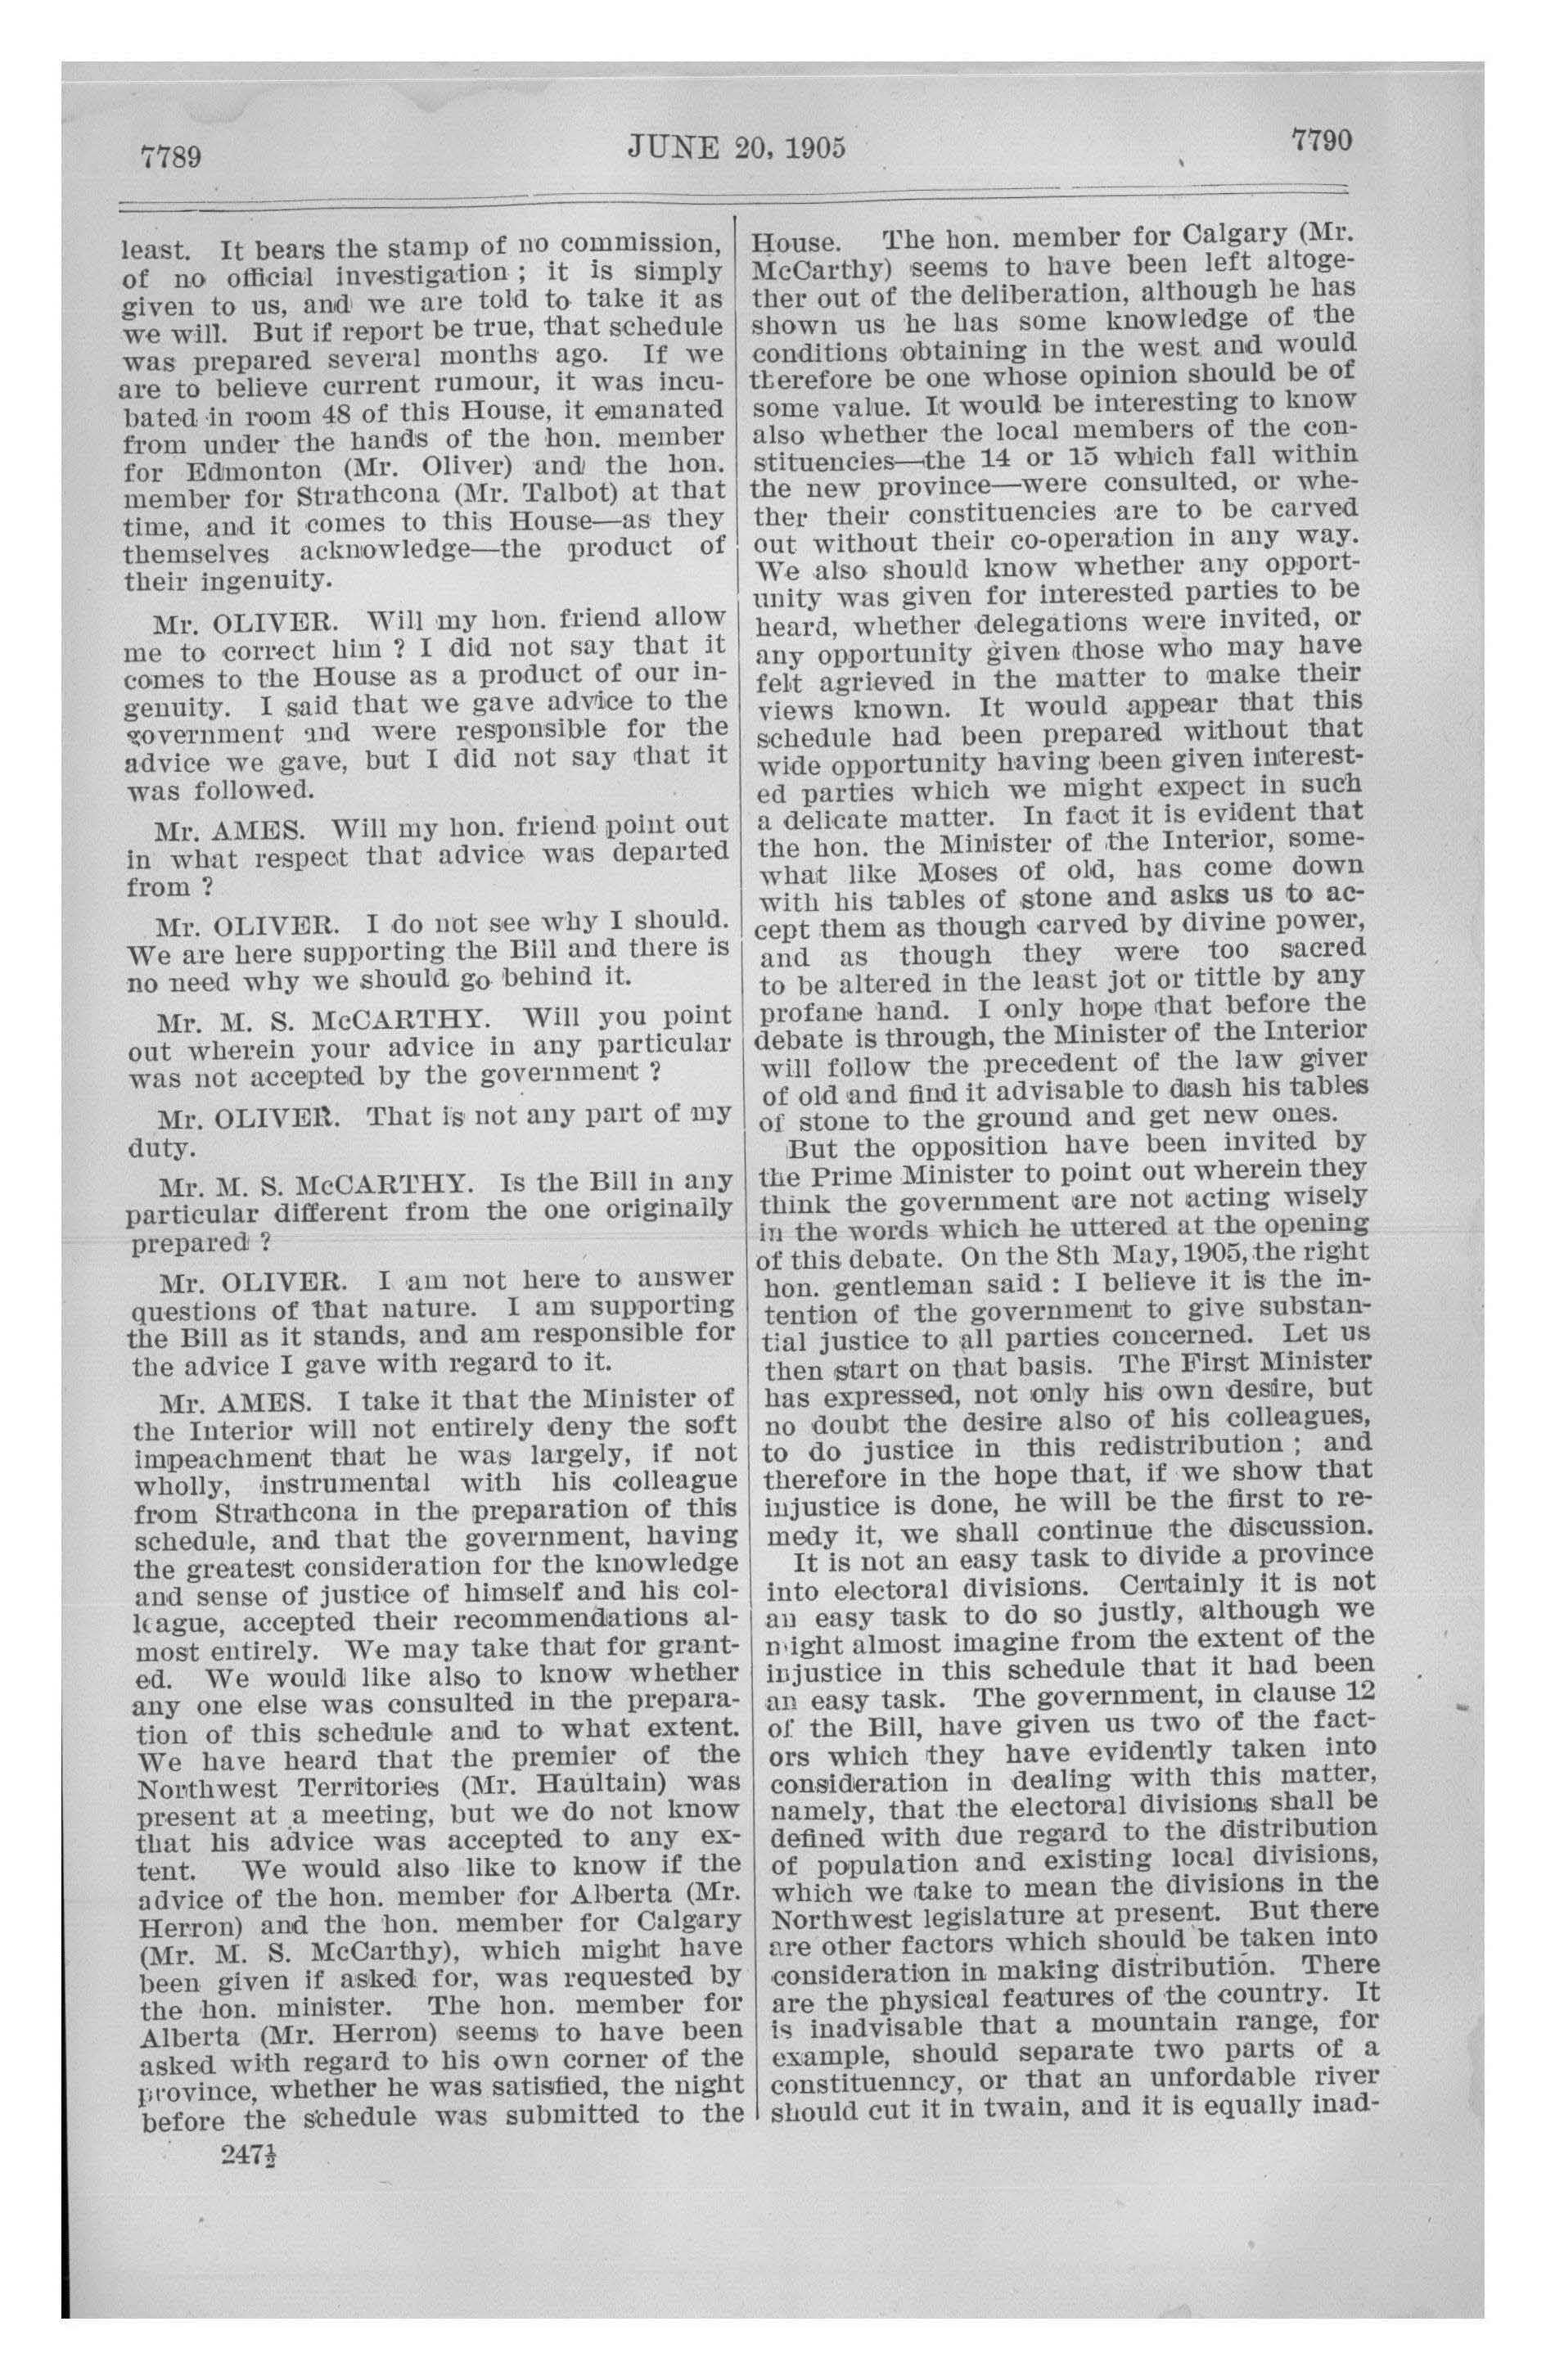 7789
JUNE 20, 1905
7790
least. It bears the stamp of no commission,
of no official investigation ; it is simply
given to us, and we are told to take it as
we will. But if report be true, that schedule
was prepared several months ago. If we
are to believe current rumour, it was incu-
bated in room 48 of this House, it emanated
from under the hands of the hon. member
for Edmonton (Mr. Oliver) and the hon.
member for Strathcona (Mr. Talbot) at that
time, and it comes to this House—as they
themselves acknowledge—the product of
their ingenuity.
Mr. OLIVER. Will my hon. friend allow
me to correct him ? I did not say that it
comes to the House as a product of our in-
genuity. I said that we gave advice to the
government and were responsible for the
advice we gave, but I did not say that it
was followed.
Mr. AMES. Will my hon. friend point out
in what respect that advice was departed
from ?
Mr. OLIVER. I do not see why I should.
We are here supporting the Bill and there is
no need why we should go behind it.
Mr. M. S. McCARTHY. Will you point
out wherein your advice in any particular
was not accepted by the government ?
Mr. OLIVER. That is not any part of my
duty.
Mr. M. S. McCARTHY. Is the Bill in any
particular different from the one originally
prepared ?
Mr. OLIVER. I am not here to answer
questions of that nature. I am supporting
the Bill as it stands, and am responsible for
the advice I gave with regard to it.
Mr. AMES. I take it that the Minister of
the Interior will not entirely deny the soft
impeachment that he was largely, if not
wholly, instrumental with his colleague
from Strathcona in the preparation of this
schedule, and that the government, having
the greatest consideration for the knowledge
and sense of justice of himself and his col-
league, accepted their recommendations al-
most entirely. We may take that for grant-
ed. We would like also to know whether
any one else was consulted in the prepara-
tion of this schedule and to what extent.
We have heard that the premier of the
Northwest Territories (Mr. Haultain) was
present at a meeting, but we do not know
that his advice was accepted to any ex-
tent. We would also like to know if the
advice of the hon. member for Alberta (Mr.
Herron) and the hon. member for Calgary
(Mr. M. S. McCarthy), which might have
been given if asked for, was requested by
the hon. minister. The hon. member for
Alberta (Mr. Herron) seems to have been
asked with regard to his own corner of the
province, whether he was satisfied, the night
before the schedule was submitted to the
247½
House. The hon. member for Calgary (Mr.
McCarthy) seems to have been left altoge-
ther out of the deliberation, although he has
shown us he has some knowledge of the
conditions obtaining in the west and would
therefore be one whose opinion should be of
some value. It would be interesting to know
also whether the local members of the con-
stituencies—the 14 or 15 which fall within
the new province—were consulted, or whe-
ther their constituencies are to be carved
out without their co-operation in any way.
We also should know whether any opport-
unity was given for interested parties to be
heard, whether delegations were invited, or
any opportunity given those who may have
felt agrieved in the matter to make their
views known. It would appear that this
schedule had been prepared without that
wide opportunity having been given interest-
ed parties which we might expect in such
a delicate matter. In fact it is evident that
the hon. the Minister of the Interior, some-
what like Moses of old, has come down
with his tables of stone and asks us to ac-
cept them as though carved by divine power,
and as though they were too sacred
to be altered in the least jot or tittle by any
profane hand. I only hope that before the
debate is through, the Minister of the Interior
will follow the precedent of the law giver
of old and find it advisable to dash his tables
of stone to the ground and get new ones.
But the opposition have been invited by
the Prime Minister to point out wherein they
think the government are not acting wisely
in the words which he uttered at the opening
of this debate. On the 8th May, 1905, the right
hon. gentleman said : I believe it is the in-
tention of the government to give substan-
tial justice to all parties concerned. Let us
then start on that basis. The First Minister
has expressed, not only his own desire, but
no doubt the desire also of his colleagues,
to do justice in this redistribution ; and
therefore in the hope that, if we show that
injustice is done, he will be the first to re-
medy it, we shall continue the discussion.
It is not an easy task to divide a province
into electoral divisions. Certainly it is not
an easy task to do so justly, although we
might almost imagine from the extent of the
injustice in this schedule that it had been
an easy task. The government, in clause 12
of the Bill, have given us two of the fact-
ors which they have evidently taken into
consideration in dealing with this matter,
namely, that the electoral divisions shall be
defined with due regard to the distribution
of population and existing local divisions,
which we take to mean the divisions in the
Northwest legislature at present. But there
are other factors which should be taken into
consideration in making distribution. There
are the physical features of the country. It
is inadvisable that a mountain range, for
example, should separate two parts of a
constituenncy, or that an unfordable river
should cut it in twain, and it is equally inad-